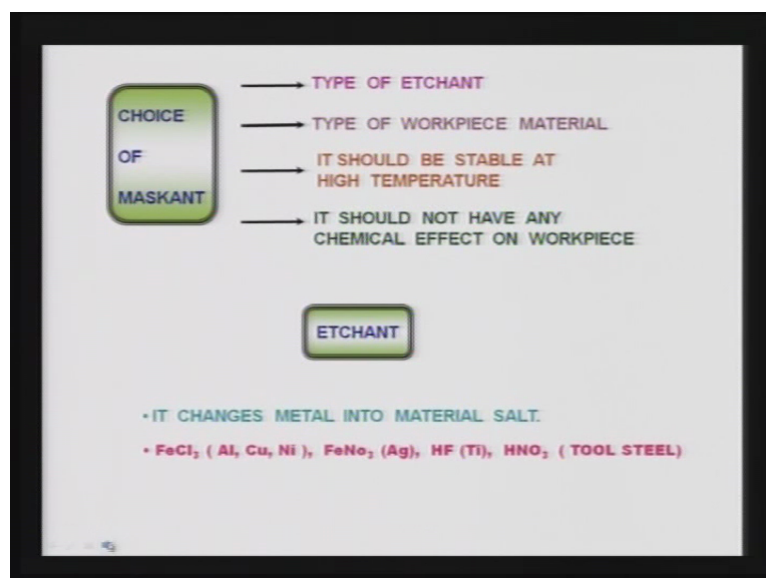 CHOICE
OF
MASKANT
TYPE OF ETCHANT
TYPE OF WORKPIECE MATERIAL
IT SHOULD BE STABLE AT
HIGH TEMPERATURE
IT SHOULD NOT HAVE ANY
CHEMICAL EFFECT ON WORKPIECE
ETCHANT
• IT CHANGES METAL INTO MATERIAL SALT.
• FeCl₃ ( Al, Cu, Ni ), FeNo₃ (Ag), HF (Ti), HNO₃ ( TOOL STEEL)